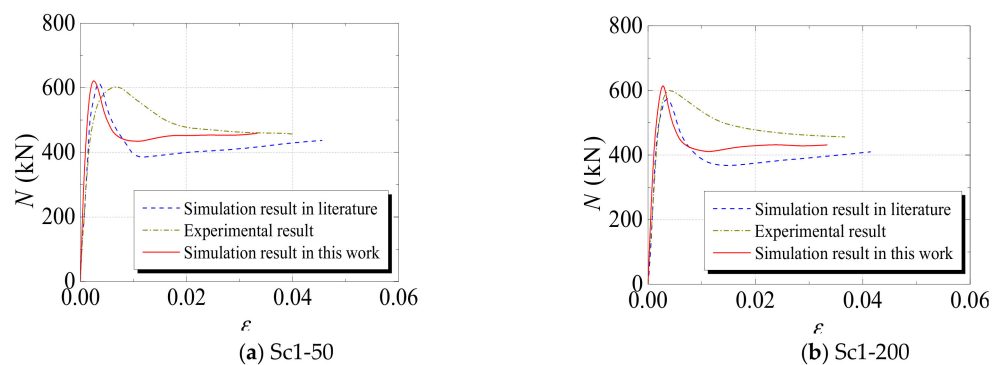 800
600
400
200
0
N (kN)
Simulation result in literature
Experimental result
Simulation result in this work
0.00 0.02 0.04 0.06
ε
(a) Sc1-50
800
600
400
200
0
N (kN)
Simulation result in literature
Experimental result
Simulation result in this work
0.00 0.02 0.04 0.06
ε
(b) Sc1-200